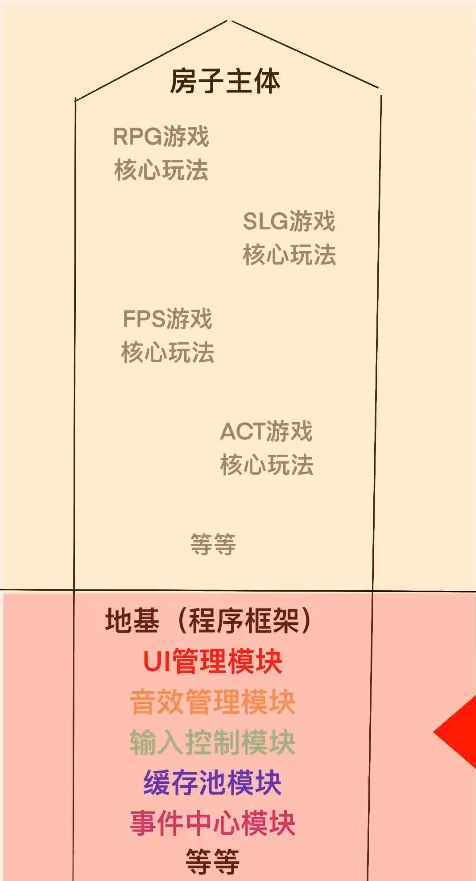 房子主体
RPG游戏
核心玩法
SLG游戏
核心玩法
FPS游戏
核心玩法
ACT游戏
核心玩法
等等
地基（程序框架）
UI管理模块
音效管理模块
输入控制模块
缓存池模块
事件中心模块
等等